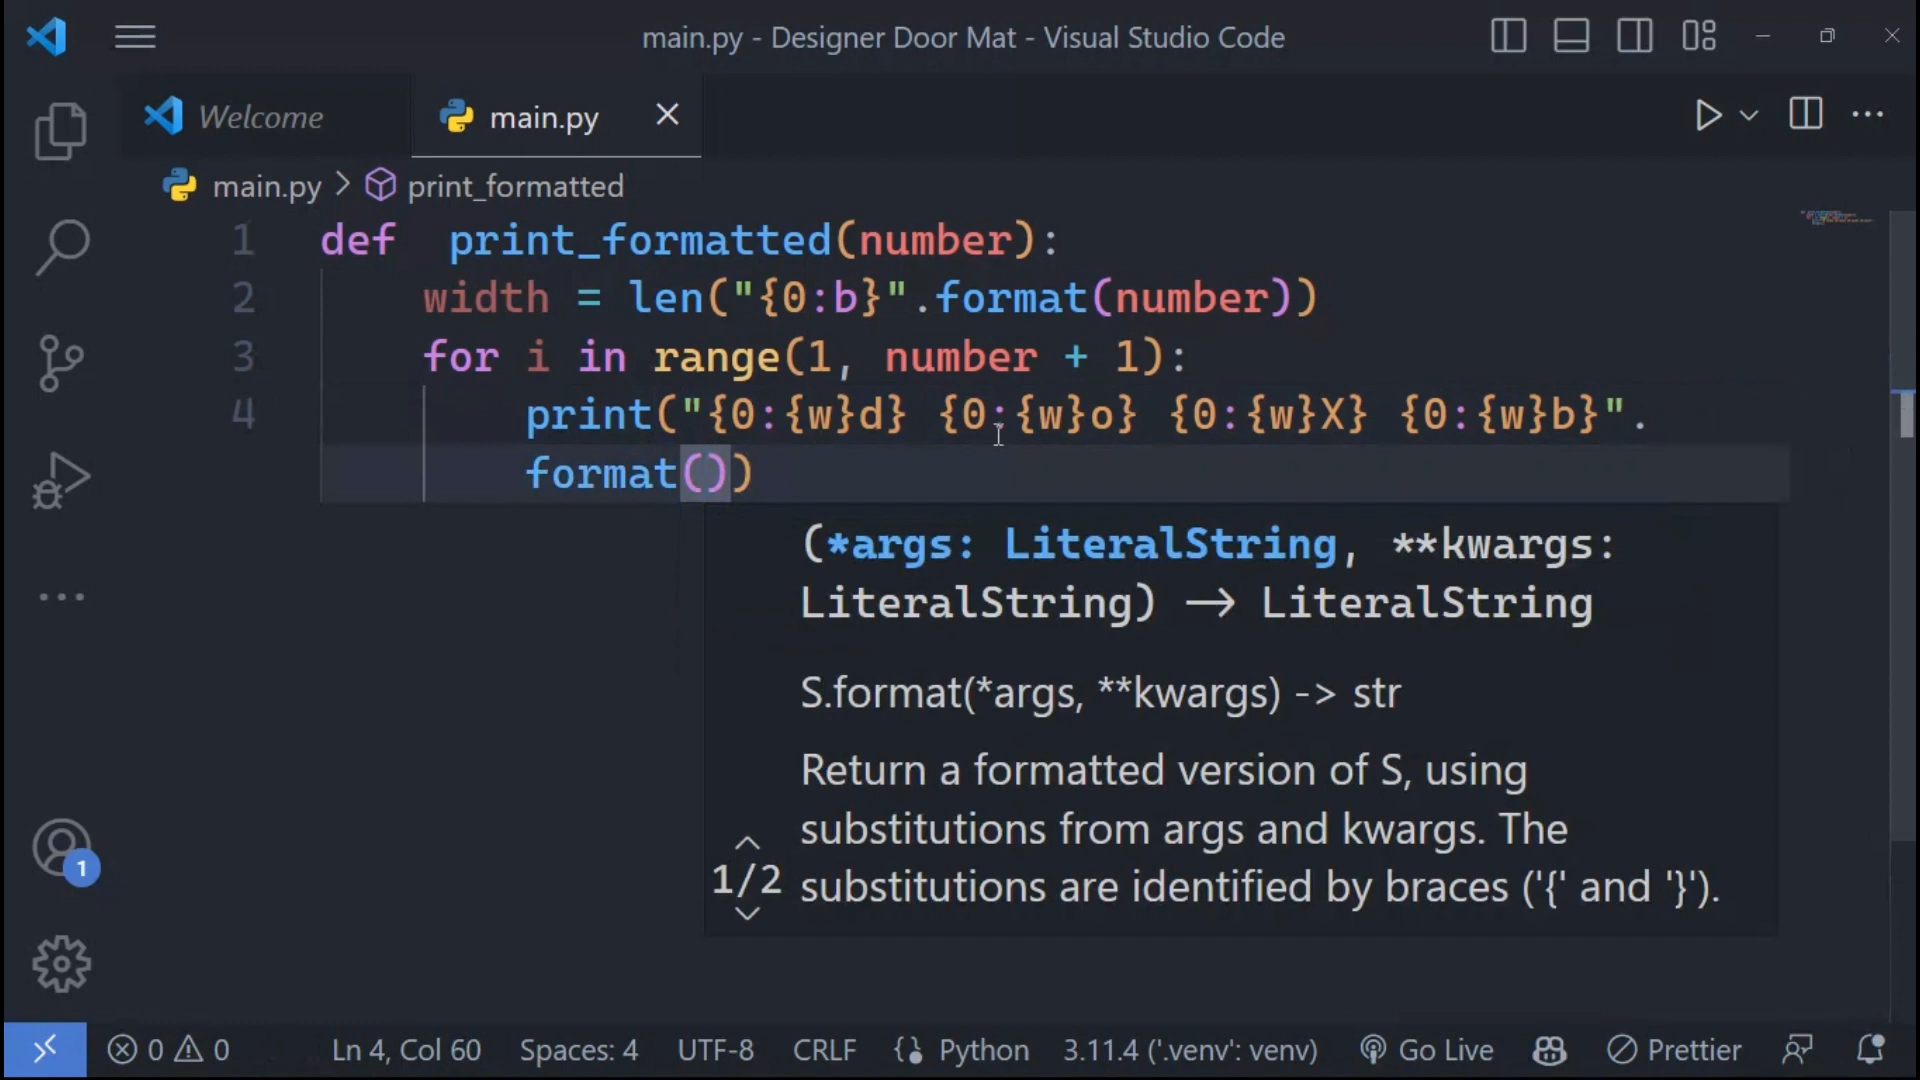 main.py - Designer Door Mat - Visual Studio Code
Welcome
main.py
main.py > print_formatted
1 def print_formatted(number):
2 width = len("{0:b}".format(number))
3 for i in range(1, number + 1):
4 print("{0:{w}d} {0:{w}o} {0:{w}X} {0:{w}b}".
format())
(*args: LiteralString, **kwargs:
LiteralString) → LiteralString
S.format(*args, **kwargs) -> str
Return a formatted version of S, using
substitutions from args and kwargs. The
1/2 substitutions are identified by braces ('{' and '}').
1
0 0 Ln 4, Col 60 Spaces: 4 UTF-8 CRLF Python 3.11.4 ('.venv': venv) Go Live Prettier